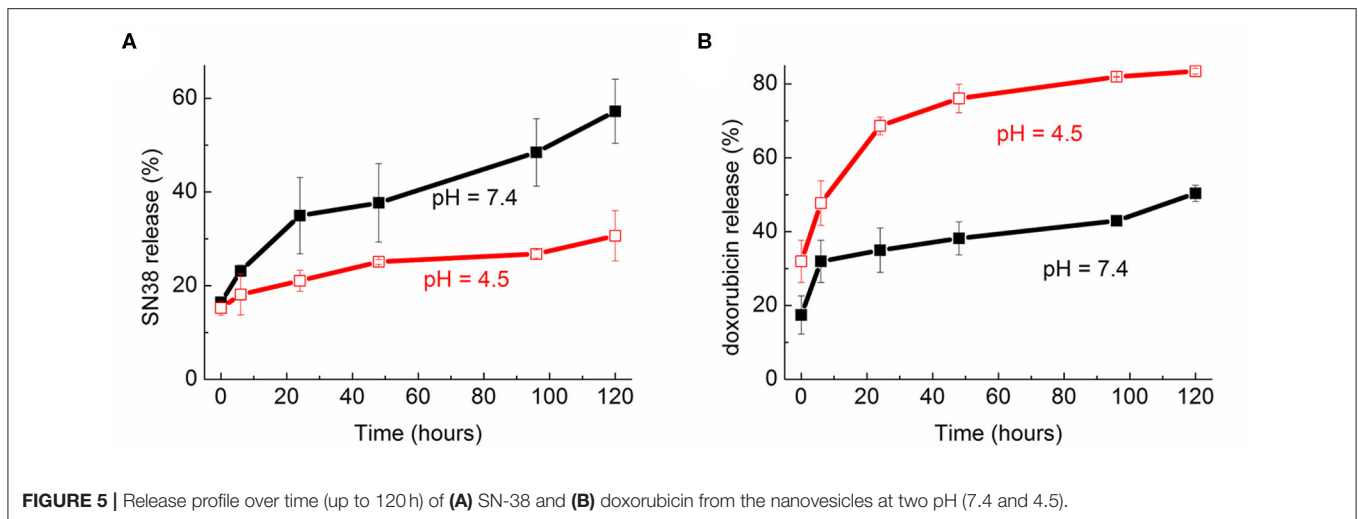 A
SN38 release (%)
60
40
20
0
pH = 7.4
pH = 4.5
0 20 40 60 80 100 120
Time (hours)
B
doxorubicin release (%)
80
60
40
20
0
pH = 4.5
pH = 7.4
0 20 40 60 80 100 120
Time (hours)
FIGURE 5 | Release profile over time (up to 120 h) of (A) SN-38 and (B) doxorubicin from the nanovesicles at two pH (7.4 and 4.5).